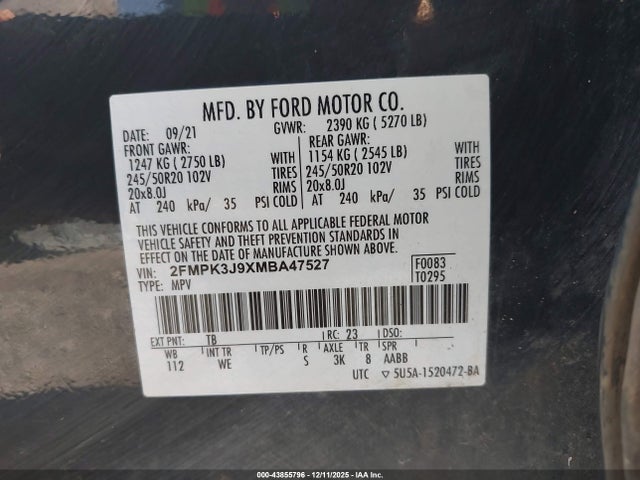 MFD. BY FORD MOTOR CO.
DATE: 09/21 GVWR: 2390 KG ( 5270 LB)
FRONT GAWR: REAR GAWR:
1247 KG ( 2750 LB) WITH 1154 KG ( 2545 LB) WITH
245/50R20 102V TIRES 245/50R20 102V TIRES
20x8.0J RIMS 20x8.0J RIMS
AT 240 kPa/ 35 PSI COLD AT 240 kPa/ 35 PSI COLD
THIS VEHICLE CONFORMS TO ALL APPLICABLE FEDERAL MOTOR
VEHICLE SAFETY AND THEFT PREVENTION STANDARDS IN
EFFECT ON THE DATE OF MANUFACTURE SHOWN ABOVE.
VIN: 2FMPK3J9XMBA47527 F0083
TYPE: MPV T0295
EXT PNT: TB RC: 23 DSO:
WB INT TR TP/PS R AXLE TR SPR
112 WE S 3K 8 AABB
UTC ▽ 5U5A-1520472-BA
000-43855796 - 12/11/2025 - IAA Inc.